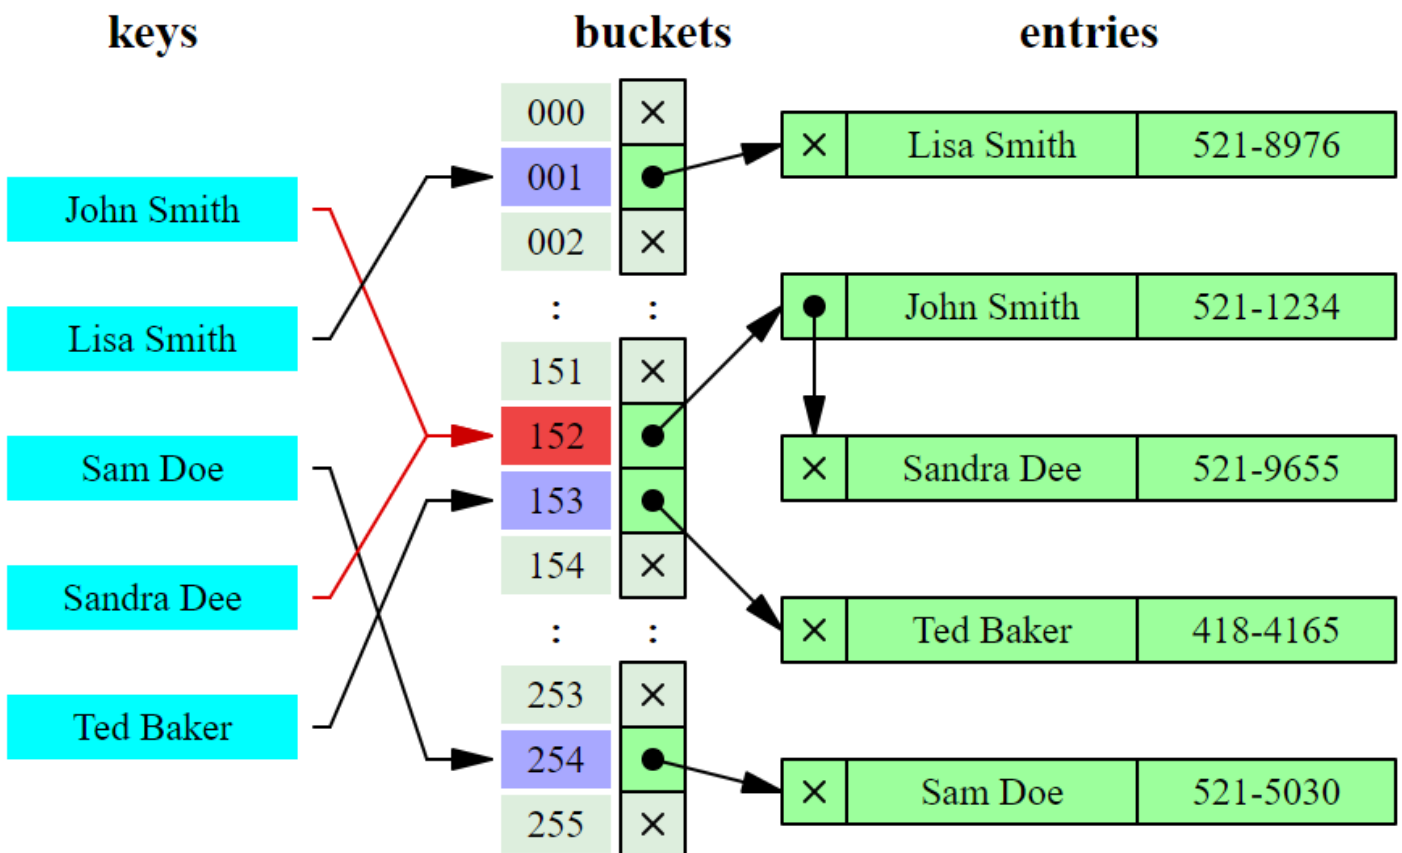 keys
buckets
entries
John Smith
Lisa Smith
Sam Doe
Sandra Dee
Ted Baker
000 ×
001
002 ×
: :
151 ×
152
153
154 ×
: :
253 ×
254
255 ×
× Lisa Smith 521-8976
John Smith 521-1234
× Sandra Dee 521-9655
× Ted Baker 418-4165
× Sam Doe 521-5030